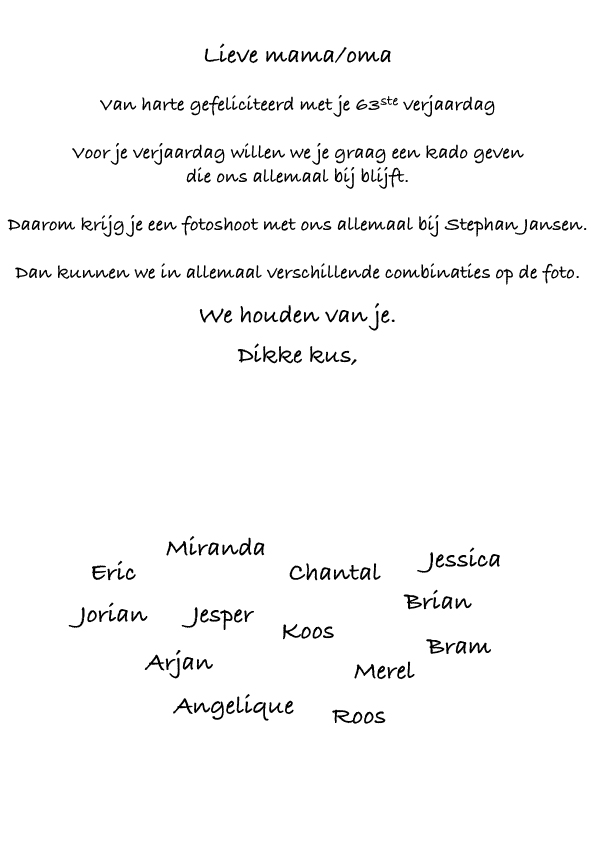 Lieve mama/oma
Van harte gefeliciteerd met je 63ste verjaardag
Voor je verjaardag willen we je graag een kado geven
die ons allemaal bij blijft.
Daarom krijg je een fotoshoot met ons allemaal bij Stephan Jansen.
Dan kunnen we in allemaal verschillende combinaties op de foto.
We houden van je.
Dikke kus,
Miranda
Eric
Chantal
Jessica
Jorian
Jesper
Koos
Brian
Bram
Arjan
Merel
Angelique
Roos